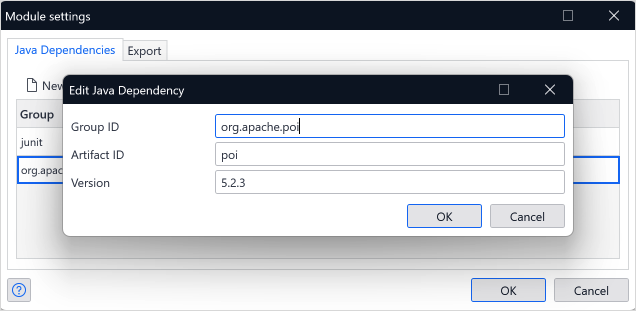 Module settings
Java Dependencies Export
New
Edit Java Dependency
Group
Group ID org.apache.poi
junit
Artifact ID poi
org.apac
Version 5.2.3
OK Cancel
? OK Cancel